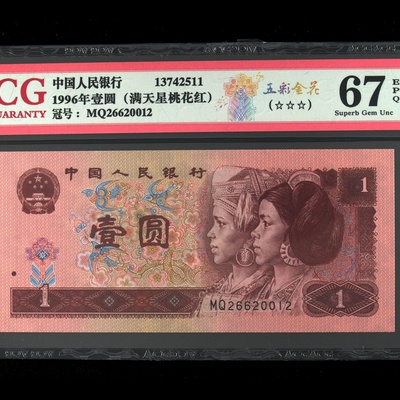 CG
GUARANTY
中国人民银行 13742511
1996年壹圆（满天星桃花红）
冠号： MQ26620012
五彩金花
(☆☆☆)
67
E
P
Q
Superb Gem Unc
中国人民银行
1
壹圆
MQ26620012
1
1